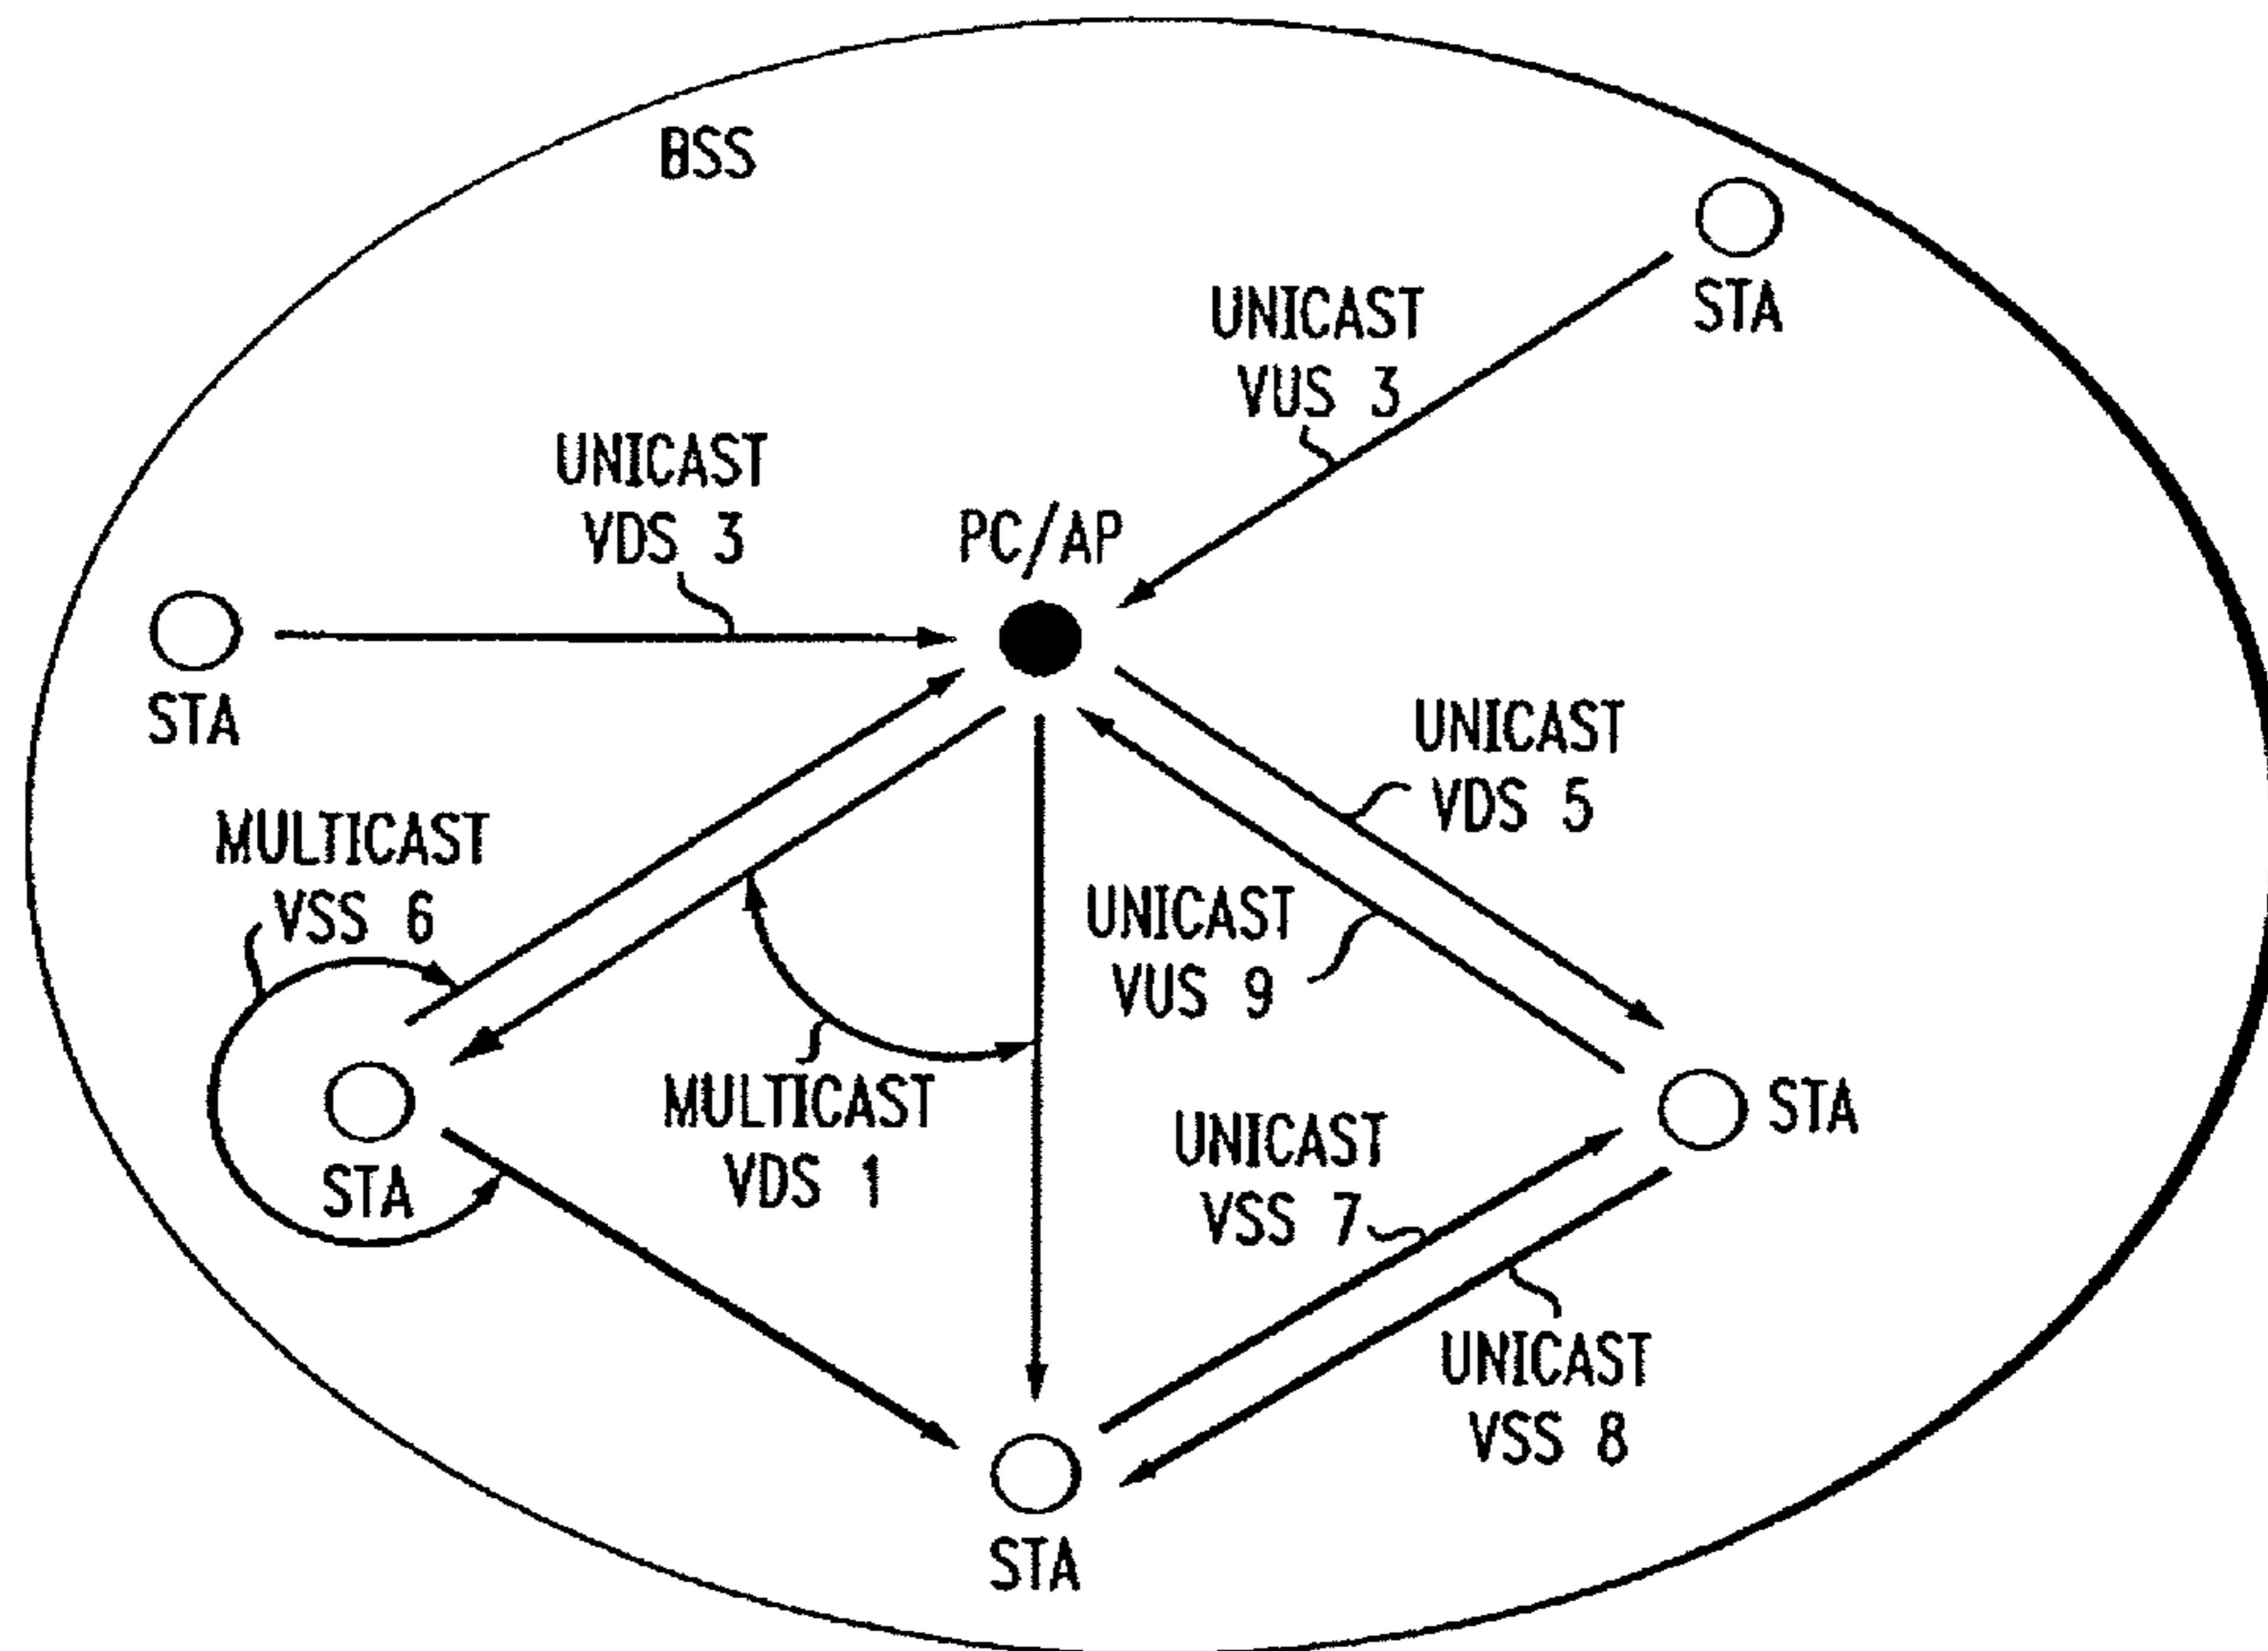 BSS
STA
UNICAST
VUS 3
UNICAST
VDS 3
PC/AP
STA
UNICAST
VDS 5
MULTICAST
VSS 6
UNICAST
VUS 9
STA
MULTICAST
VDS 1
UNICAST
VSS 7
STA
UNICAST
VSS 8
STA